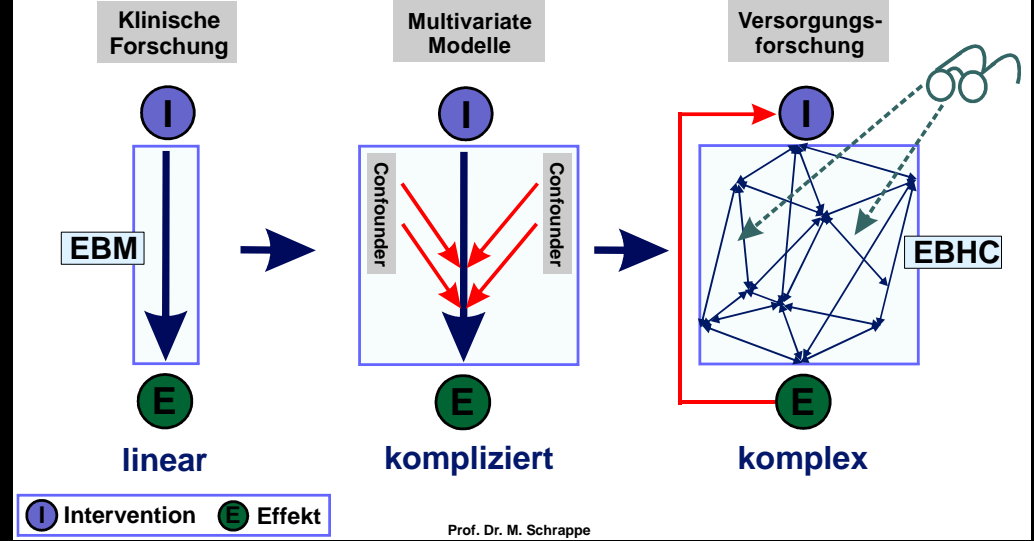 Klinische
Forschung
I
EBM
E
linear
Multivariate
Modelle
I
Confounder
Confounder
E
kompliziert
Versorgungs-
forschung
I
EBHC
E
komplex
I Intervention E Effekt
Prof. Dr. M. Schrappe